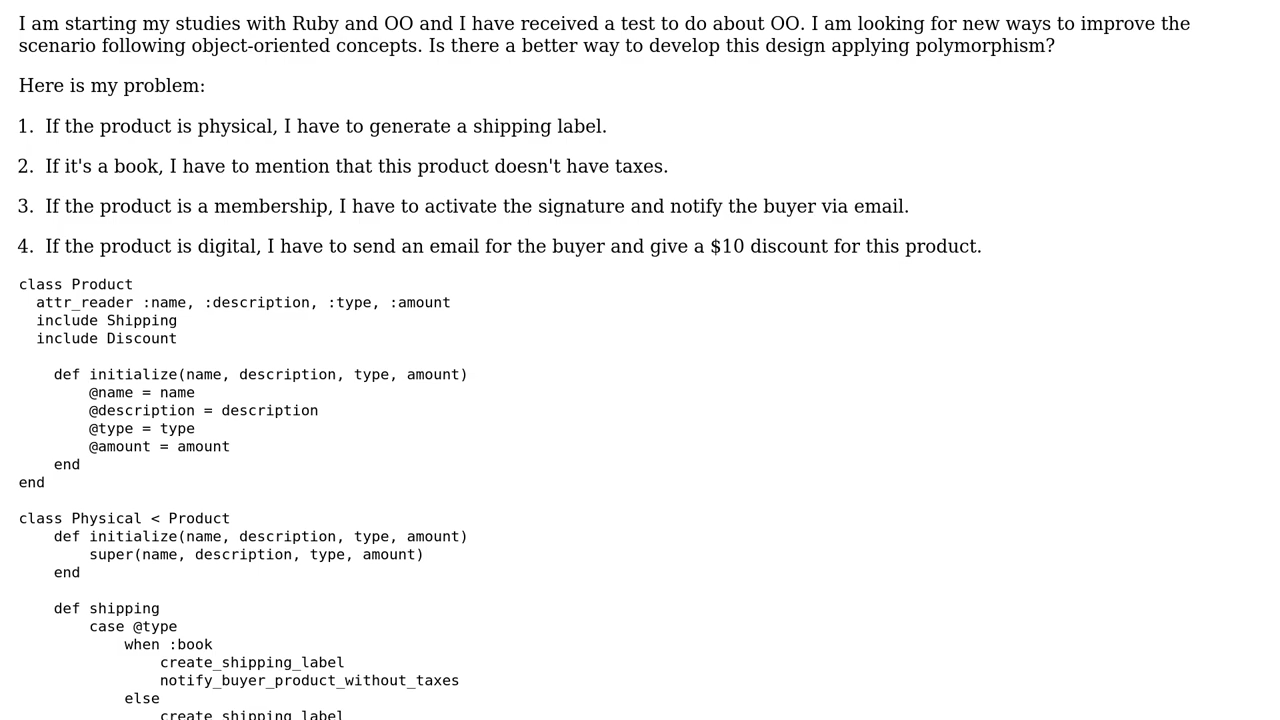 I am starting my studies with Ruby and OO and I have received a test to do about OO. I am looking for new ways to improve the
scenario following object-oriented concepts. Is there a better way to develop this design applying polymorphism?
Here is my problem:
1. If the product is physical, I have to generate a shipping label.
2. If it's a book, I have to mention that this product doesn't have taxes.
3. If the product is a membership, I have to activate the signature and notify the buyer via email.
4. If the product is digital, I have to send an email for the buyer and give a $10 discount for this product.
class Product
  attr_reader :name, :description, :type, :amount
  include Shipping
  include Discount
    def initialize(name, description, type, amount)
        @name = name
        @description = description
        @type = type
        @amount = amount
    end
end
class Physical < Product
    def initialize(name, description, type, amount)
        super(name, description, type, amount)
    end
    def shipping
        case @type
            when :book
                create_shipping_label
                notify_buyer_product_without_taxes
            else
                create_shipping_label